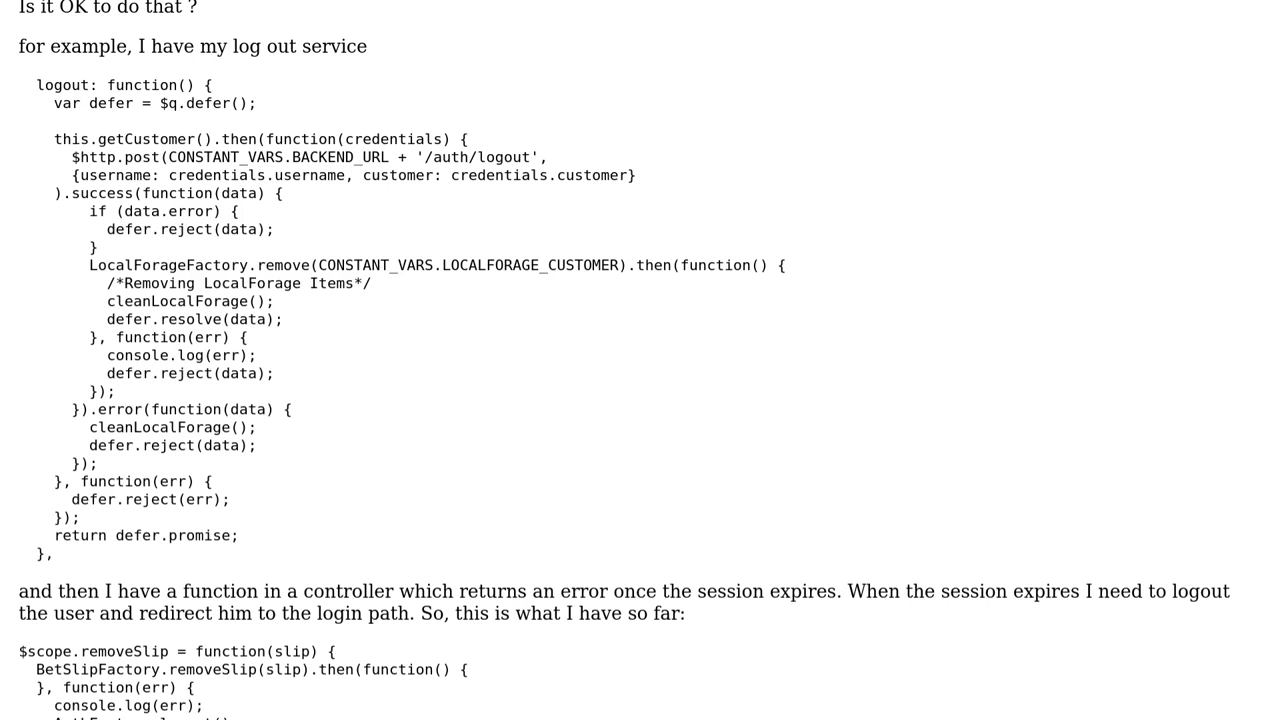 Is it OK to do that ?
for example, I have my log out service
logout: function() {
var defer = $q.defer();
this.getCustomer().then(function(credentials) {
$http.post(CONSTANT_VARS.BACKEND_URL + '/auth/logout',
{username: credentials.username, customer: credentials.customer}
).success(function(data) {
if (data.error) {
defer.reject(data);
}
LocalForageFactory.remove(CONSTANT_VARS.LOCALFORAGE_CUSTOMER).then(function() {
/*Removing LocalForage Items*/
cleanLocalForage();
defer.resolve(data);
}, function(err) {
console.log(err);
defer.reject(data);
});
}).error(function(data) {
cleanLocalForage();
defer.reject(data);
});
}, function(err) {
defer.reject(err);
});
return defer.promise;
},
and then I have a function in a controller which returns an error once the session expires. When the session expires I need to logout
the user and redirect him to the login path. So, this is what I have so far:
$scope.removeSlip = function(slip) {
BetSlipFactory.removeSlip(slip).then(function() {
}, function(err) {
console.log(err);